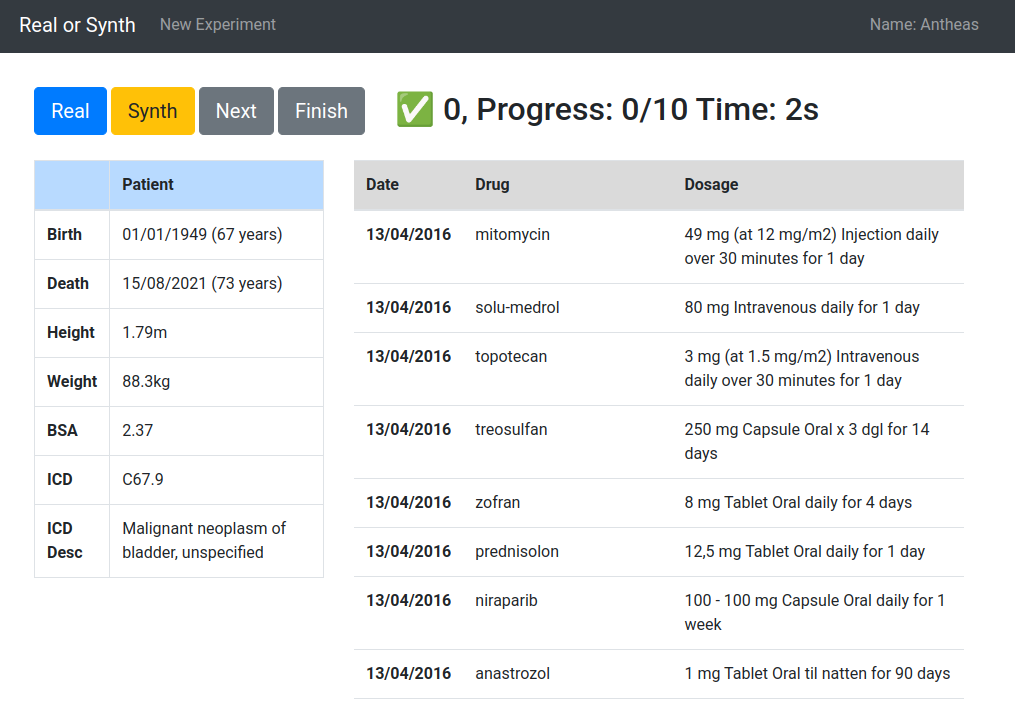 Real or Synth New Experiment Name: Antheas
Real Synth Next Finish ✅ 0, Progress: 0/10 Time: 2s
Patient
Birth 01/01/1949 (67 years)
Death 15/08/2021 (73 years)
Height 1.79m
Weight 88.3kg
BSA 2.37
ICD C67.9
ICD Desc Malignant neoplasm of
bladder, unspecified
Date Drug Dosage
13/04/2016 mitomycin 49 mg (at 12 mg/m2) Injection daily
over 30 minutes for 1 day
13/04/2016 solu-medrol 80 mg Intravenous daily for 1 day
13/04/2016 topotecan 3 mg (at 1.5 mg/m2) Intravenous
daily over 30 minutes for 1 day
13/04/2016 treosulfan 250 mg Capsule Oral x 3 dgl for 14
days
13/04/2016 zofran 8 mg Tablet Oral daily for 4 days
13/04/2016 prednisolon 12,5 mg Tablet Oral daily for 1 day
13/04/2016 niraparib 100 - 100 mg Capsule Oral daily for 1
week
13/04/2016 anastrozol 1 mg Tablet Oral til natten for 90 days